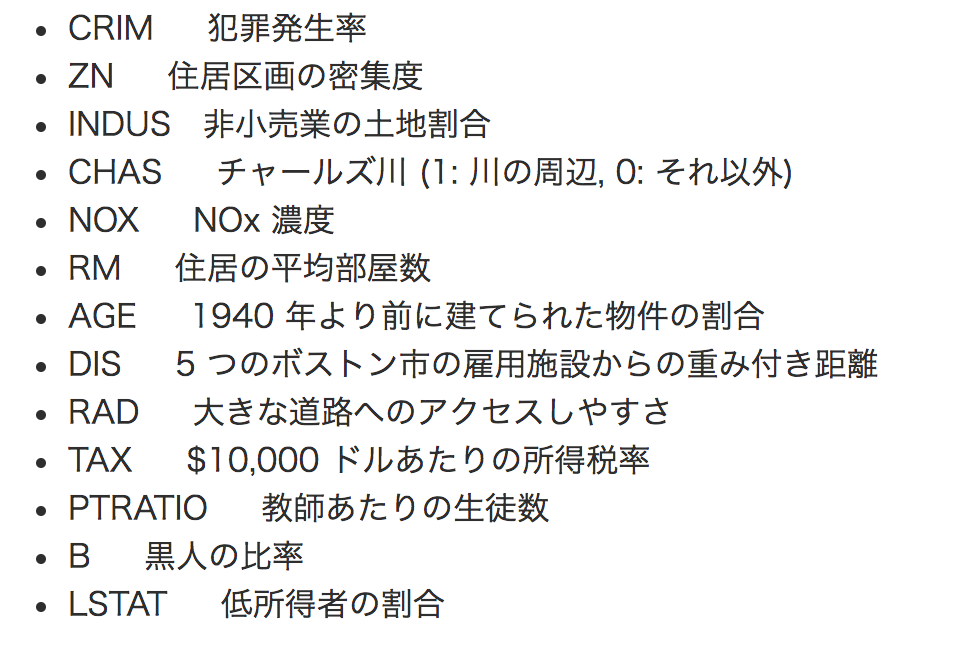 • CRIM 犯罪発生率
• ZN 住居区画の密集度
• INDUS 非小売業の土地割合
• CHAS チャールズ川 (1: 川の周辺, 0: それ以外)
• NOX NOx 濃度
• RM 住居の平均部屋数
• AGE 1940 年より前に建てられた物件の割合
• DIS 5 つのボストン市の雇用施設からの重み付き距離
• RAD 大きな道路へのアクセスしやすさ
• TAX $10,000 ドルあたりの所得税率
• PTRATIO 教師あたりの生徒数
• B 黒人の比率
• LSTAT 低所得者の割合